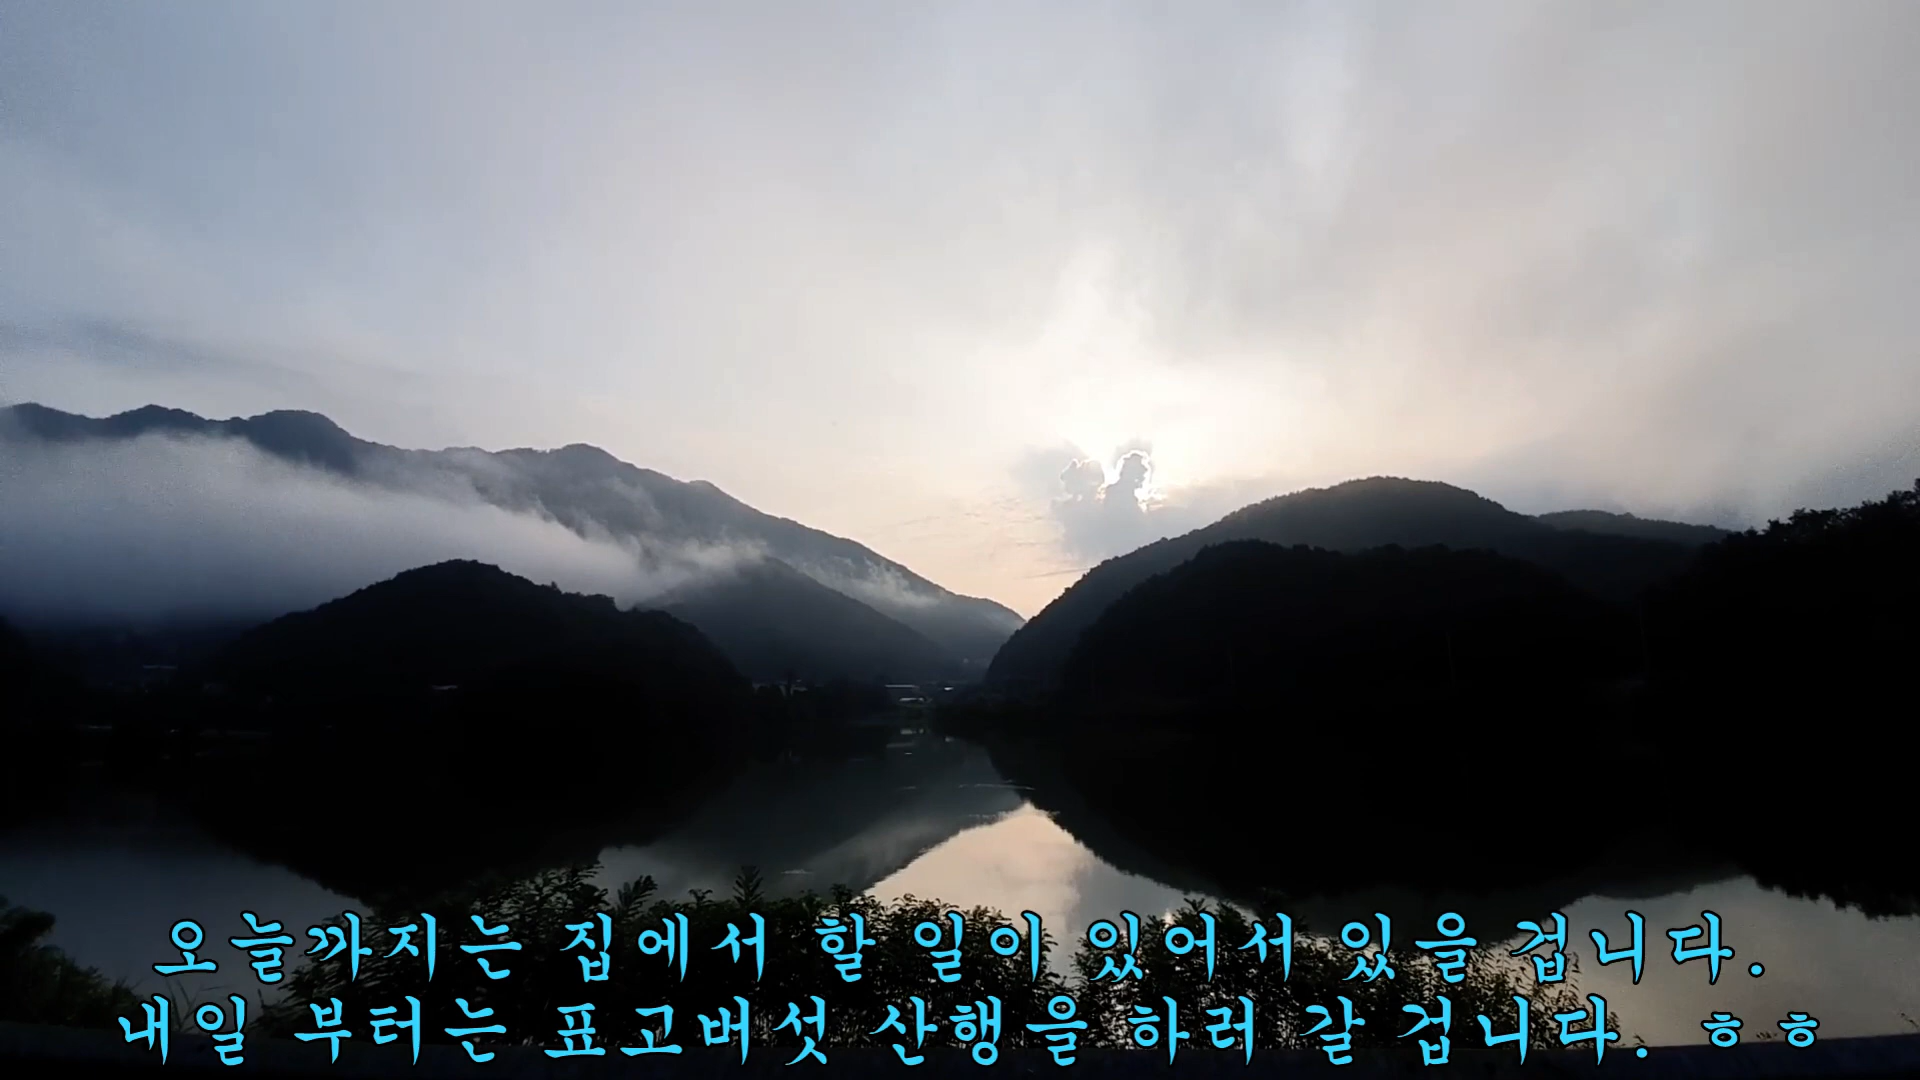 오늘까지는 집에서 할 일이 있어서 있을 겁니다.
내일 부터는 표고버섯 산행을 하러 갈 겁니다. ㅎㅎ